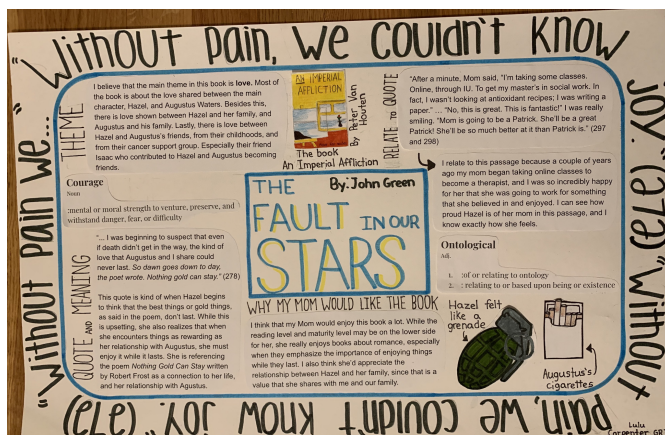 "Without pain, we couldn't know
joy." (272) "Without
pain, we couldn't know joy." (272)
"Without pain we...
THEME
I believe that the main theme in this book is love. Most of
the book is about the love shared between the main
character, Hazel, and Augustus Waters. Besides this,
there is love shown between Hazel and her family, and
Augustus and his family. Lastly, there is love between
Hazel and Augustus's friends, from their childhoods, and
from their cancer support group. Especially their friend
Isaac who contributed to Hazel and Augustus becoming
friends.
AN IMPERIAL
AFFLICTION
By Peter Van
Houten
The book
An Imperial Affliction
RELATE to QUOTE
"After a minute, Mom said, "I'm taking some classes.
Online, through IU. To get my master's in social work. In
fact, I wasn't looking at antioxidant recipes; I was writing a
paper." ... "No, this is great. This is fantastic!" I was really
smiling. "Mom is going to be a Patrick. She'll be a great
Patrick! She'll be so much better at it than Patrick is." (297
and 298)
I relate to this passage because a couple of years
ago my mom began taking online classes to
become a therapist, and I was so incredibly happy
for her that she was going to work for something
that she believed in and enjoyed. I can see how
proud Hazel is of her mom in this passage, and I
know exactly how she feels.
Courage
Noun
:mental or moral strength to venture, preserve, and
withstand danger, fear, or difficulty
THE
By: John Green
FAULT IN OUR
STARS
Ontological
Adj.
1. :of or relating to ontology
2. : relating to or based upon being or existence
QUOTE AND MEANING
"... I was beginning to suspect that even
if death didn't get in the way, the kind of
love that Augustus and I share could
never last. So dawn goes down to day,
the poet wrote. Nothing gold can stay." (278)
This quote is kind of when Hazel begins
to think that the best things or gold things,
as said in the poem, don't last. While this
is upsetting, she also realizes that when
she encounters things as rewarding as
her relationship with Augustus, she must
enjoy it while it lasts. She is referencing
the poem Nothing Gold Can Stay written
by Robert Frost as a connection to her life,
and her relationship with Agustus.
WHY MY MOM WOULD LIKE THE BOOK
I think that my Mom would enjoy this book a lot. While the
reading level and maturity level may be on the lower side
for her, she really enjoys books about romance, especially
when they emphasize the importance of enjoying things
while they last. I also think she'd appreciate the
relationship between Hazel and her family, since that is a
value that she shares with me and our family.
Hazel felt
like a
grenade
Augustus's
cigarettes
Lulu
Carpenter